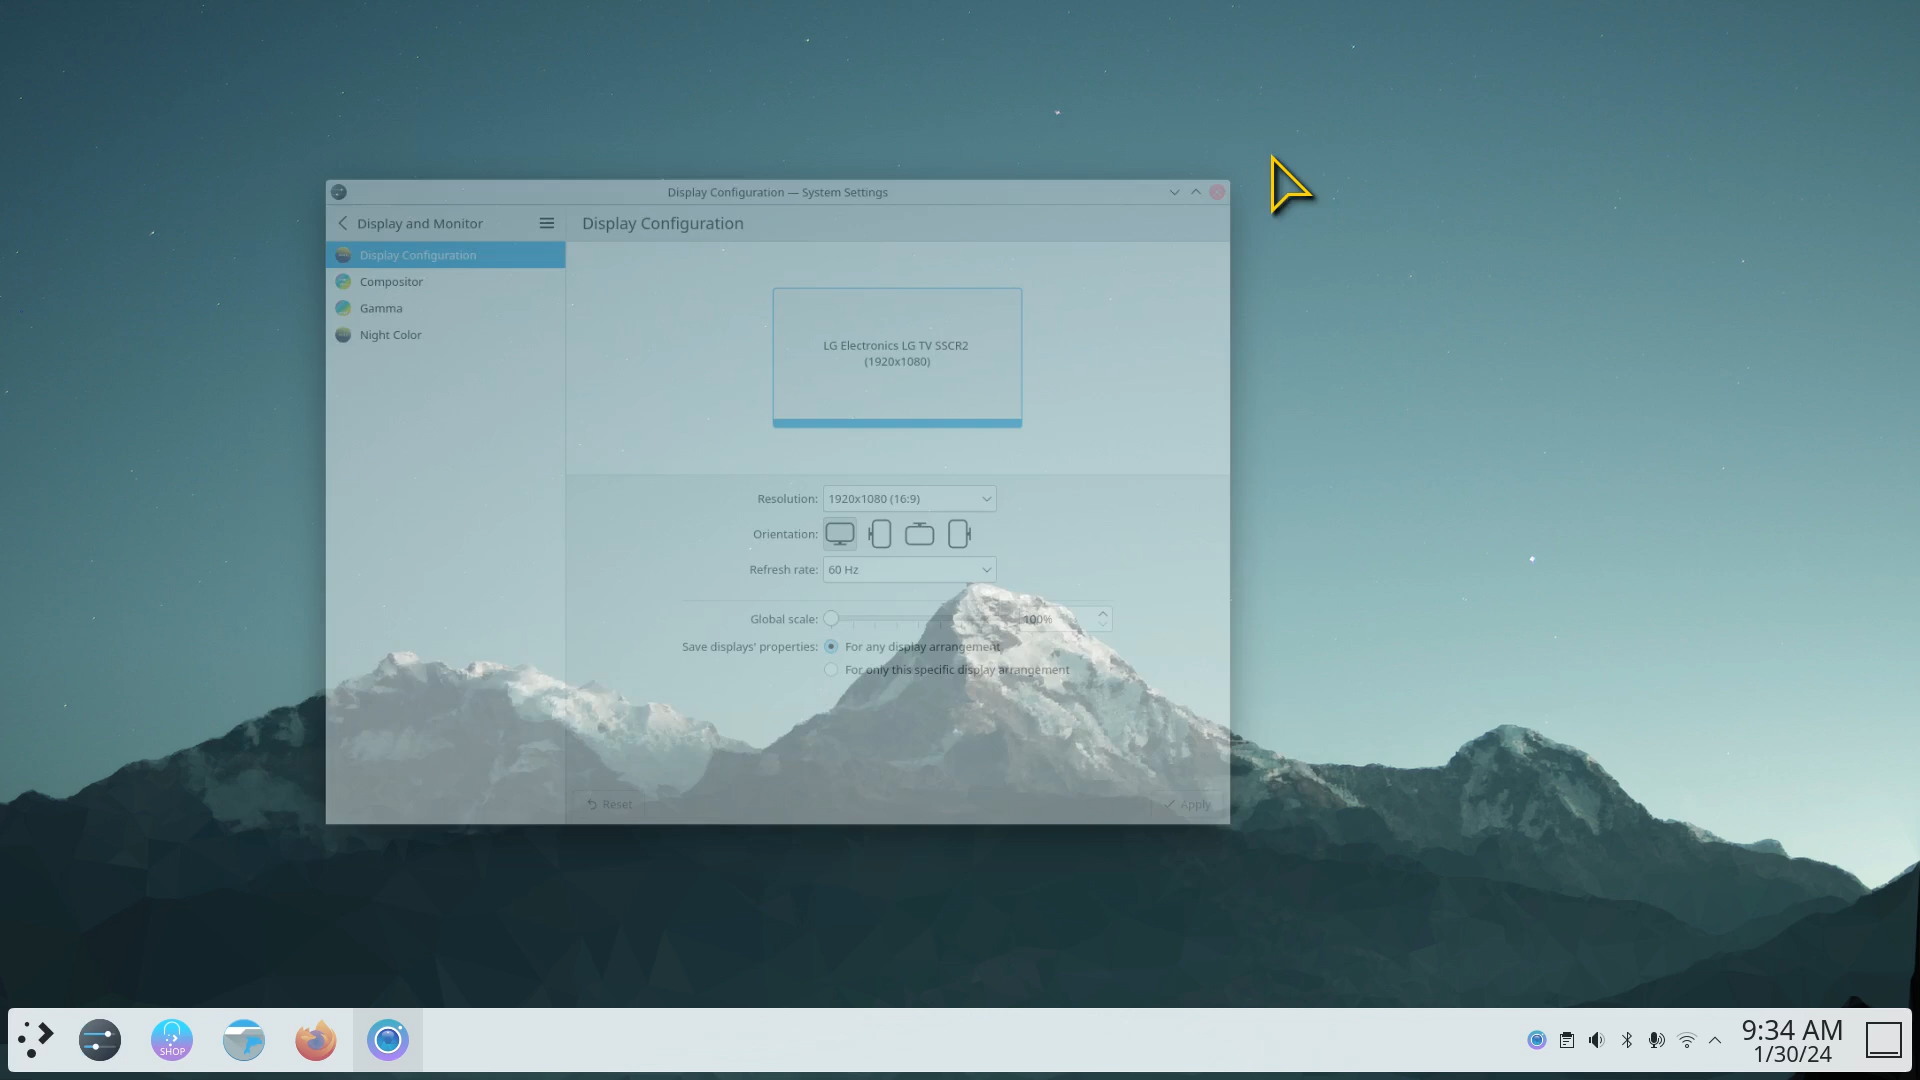 Display Configuration — System Settings
Display and Monitor
Display Configuration
Display Configuration
Compositor
Gamma
Night Color
LG Electronics LG TV SSCR2
(1920x1080)
Resolution: 1920x1080 (16:9)
Orientation:
Refresh rate: 60 Hz
Global scale: 100%
Save displays' properties: For any display arrangement
For only this specific display arrangement
Reset
Apply
SHOP
9:34 AM
1/30/24